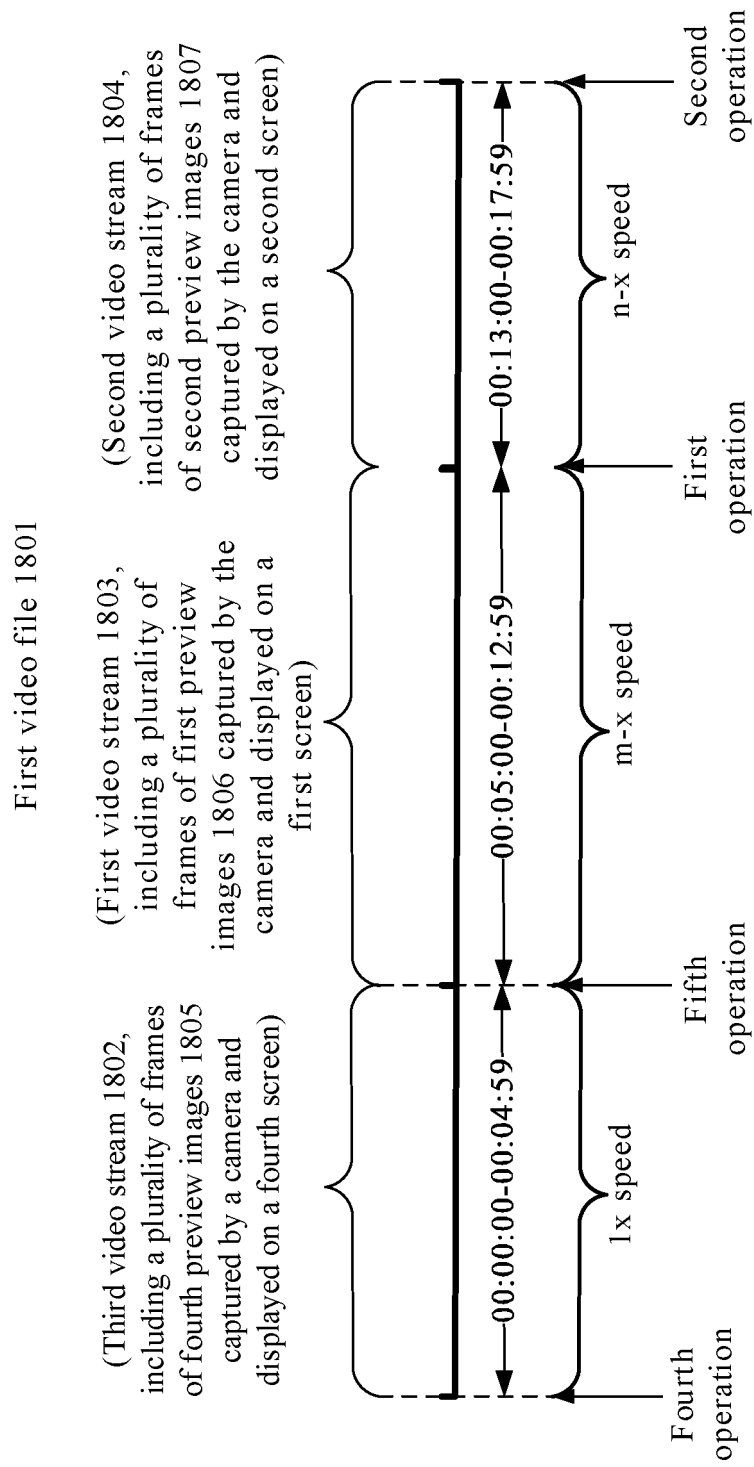 First video file 1801
(Third video stream 1802,
including a plurality of frames
of fourth preview images 1805
captured by a camera and
displayed on a fourth screen)
(First video stream 1803,
including a plurality of
frames of first preview
images 1806 captured by the
camera and displayed on a
first screen)
(Second video stream 1804,
including a plurality of frames
of second preview images 1807
captured by the camera and
displayed on a second screen)
00:00:00-00:04:59
00:05:00-00:12:59
00:13:00-00:17:59
1x speed
m-x speed
n-x speed
Fourth
operation
Fifth
operation
First
operation
Second
operation